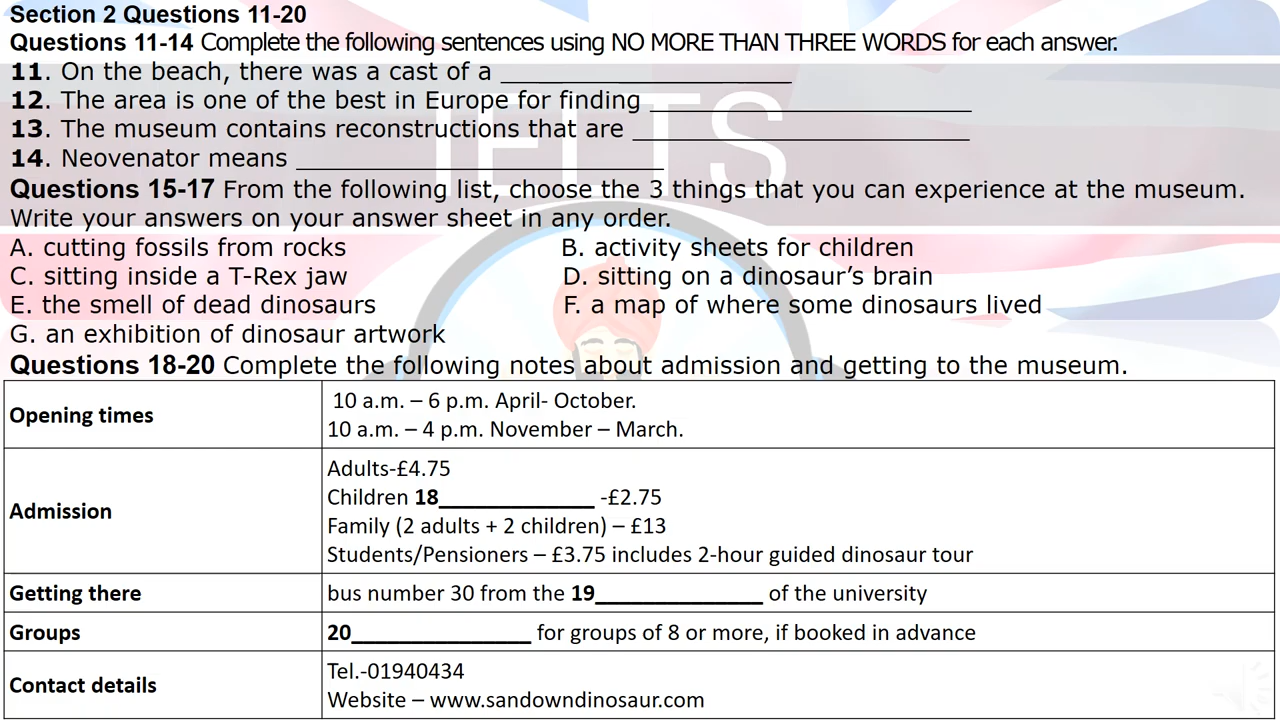 Section 2 Questions 11-20
Questions 11-14 Complete the following sentences using NO MORE THAN THREE WORDS for each answer.
11. On the beach, there was a cast of a ____________________
12. The area is one of the best in Europe for finding ______________________
13. The museum contains reconstructions that are _______________________
14. Neovenator means _________________________
IELTS
Questions 15-17 From the following list, choose the 3 things that you can experience at the museum.
Write your answers on your answer sheet in any order.
A. cutting fossils from rocks B. activity sheets for children
C. sitting inside a T-Rex jaw D. sitting on a dinosaur’s brain
E. the smell of dead dinosaurs F. a map of where some dinosaurs lived
G. an exhibition of dinosaur artwork
Questions 18-20 Complete the following notes about admission and getting to the museum.
Opening times
10 a.m. – 6 p.m. April- October.
10 a.m. – 4 p.m. November – March.
Admission
Adults-£4.75
Children 18_____________ -£2.75
Family (2 adults + 2 children) – £13
Students/Pensioners – £3.75 includes 2-hour guided dinosaur tour
Getting there
bus number 30 from the 19______________ of the university
Groups
20_______________ for groups of 8 or more, if booked in advance
Contact details
Tel.-01940434
Website – www.sandowndinosaur.com